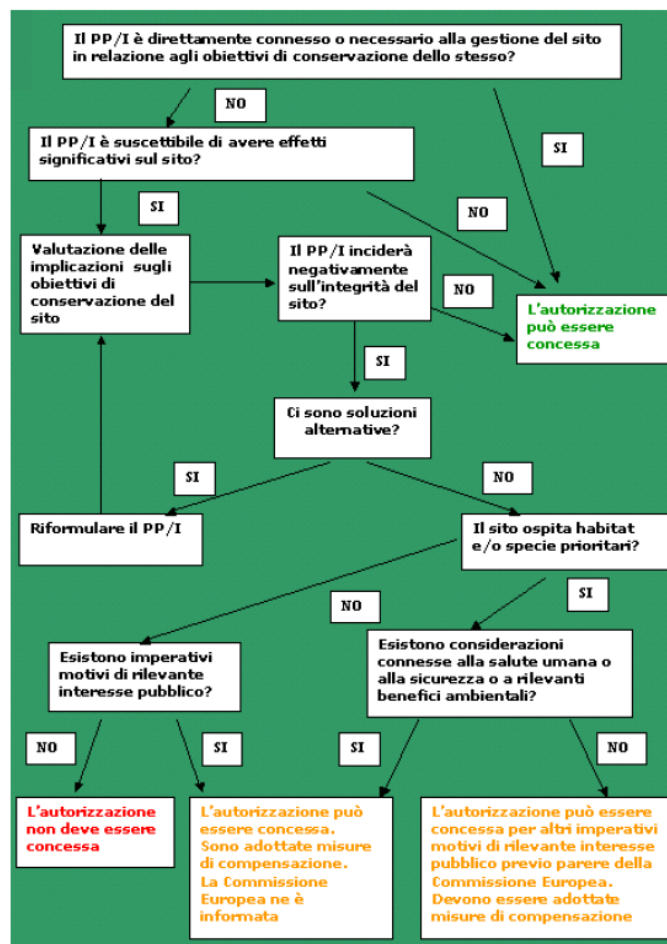 Il PP/I è direttamente connesso o necessario alla gestione del sito
in relazione agli obiettivi di conservazione dello stesso?
NO
Il PP/I è suscettibile di avere effetti
significativi sul sito?
SI
SI
NO
Valutazione delle
implicazioni sugli
obiettivi di
conservazione del
sito
Il PP/I inciderà
negativamente
sull'integrità del
sito?
NO
L'autorizzazione
può essere
concessa
SI
Ci sono soluzioni
alternative?
SI
NO
Riformulare il PP/I
Il sito ospita habitat
e/o specie prioritari?
NO
SI
Esistono imperativi
motivi di rilevante
interesse pubblico?
Esistono considerazioni
connesse alla salute umana o
alla sicurezza o a rilevanti
benefici ambientali?
NO
SI
SI
NO
L'autorizzazione
non deve essere
concessa
L'autorizzazione può
essere concessa.
Sono adottate misure
di compensazione.
La Commissione
Europea ne è
informata
L'autorizzazione può essere
concessa per altri imperativi
motivi di rilevante interesse
pubblico previo parere della
Commissione Europea.
Devono essere adottate
misure di compensazione